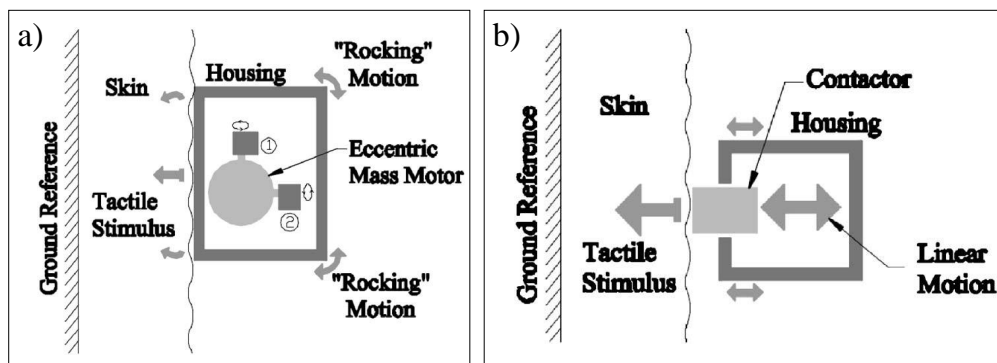 a)
Ground Reference
Skin
Housing
"Rocking"
Motion
①
Eccentric
Mass Motor
②
Tactile
Stimulus
"Rocking"
Motion
b)
Ground Reference
Skin
Contactor
Housing
Tactile
Stimulus
Linear
Motion